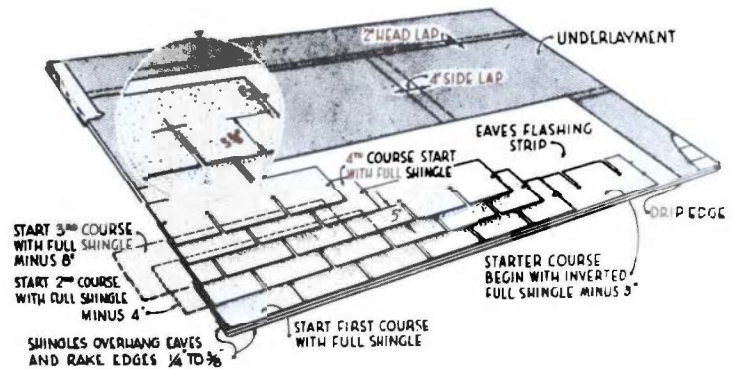 2" HEAD LAP
UNDERLAYMENT
4" SIDE LAP
EAVES FLASHING
STRIP
4TH COURSE START
WITH FULL SHINGLE
5"
DRIP EDGE
START 3RD COURSE
WITH FULL SHINGLE
MINUS 8"
START 2ND COURSE
WITH FULL SHINGLE
MINUS 4"
STARTER COURSE
BEGIN WITH INVERTED
FULL SHINGLE MINUS 3"
START FIRST COURSE
WITH FULL SHINGLE
SHINGLES OVERHANG EAVES
AND RAKE EDGES 1/4" TO 3/8"